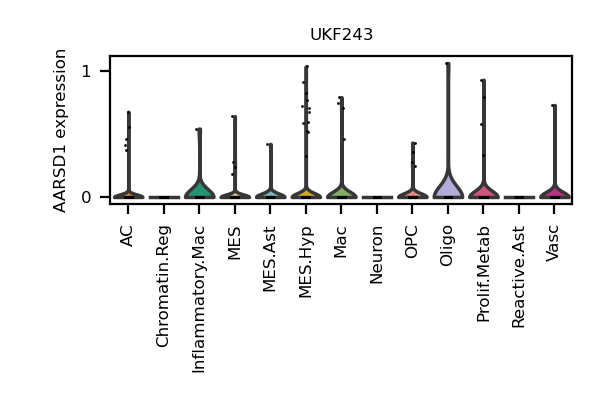 UKF243
AARSD1 expression
1
0
AC
Chromatin.Reg
Inflammatory.Mac
MES
MES.Ast
MES.Hyp
Mac
Neuron
OPC
Oligo
Prolif.Metab
Reactive.Ast
Vasc